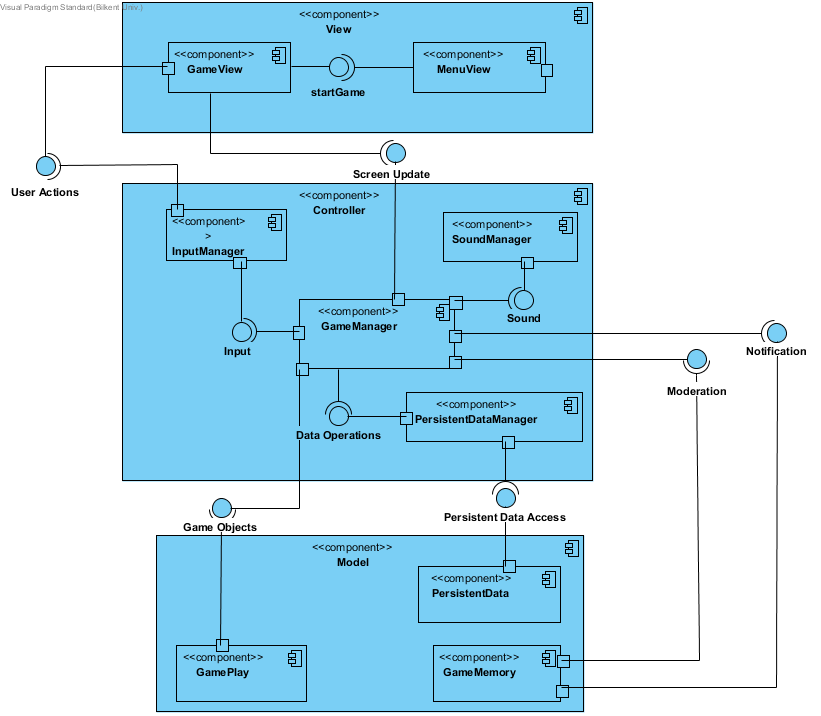 Visual Paradigm Standard(Bilkent Univ.)
<<component>>
View
<<component>>
GameView
startGame
<<component>>
MenuView
User Actions
Screen Update
<<component>>
Controller
<<component>
>
InputManager
<<component>>
SoundManager
<<component>>
GameManager
Sound
Input
Notification
Moderation
<<component>>
PersistentDataManager
Data Operations
Game Objects
Persistent Data Access
<<component>>
Model
<<component>>
PersistentData
<<component>>
GamePlay
<<component>>
GameMemory